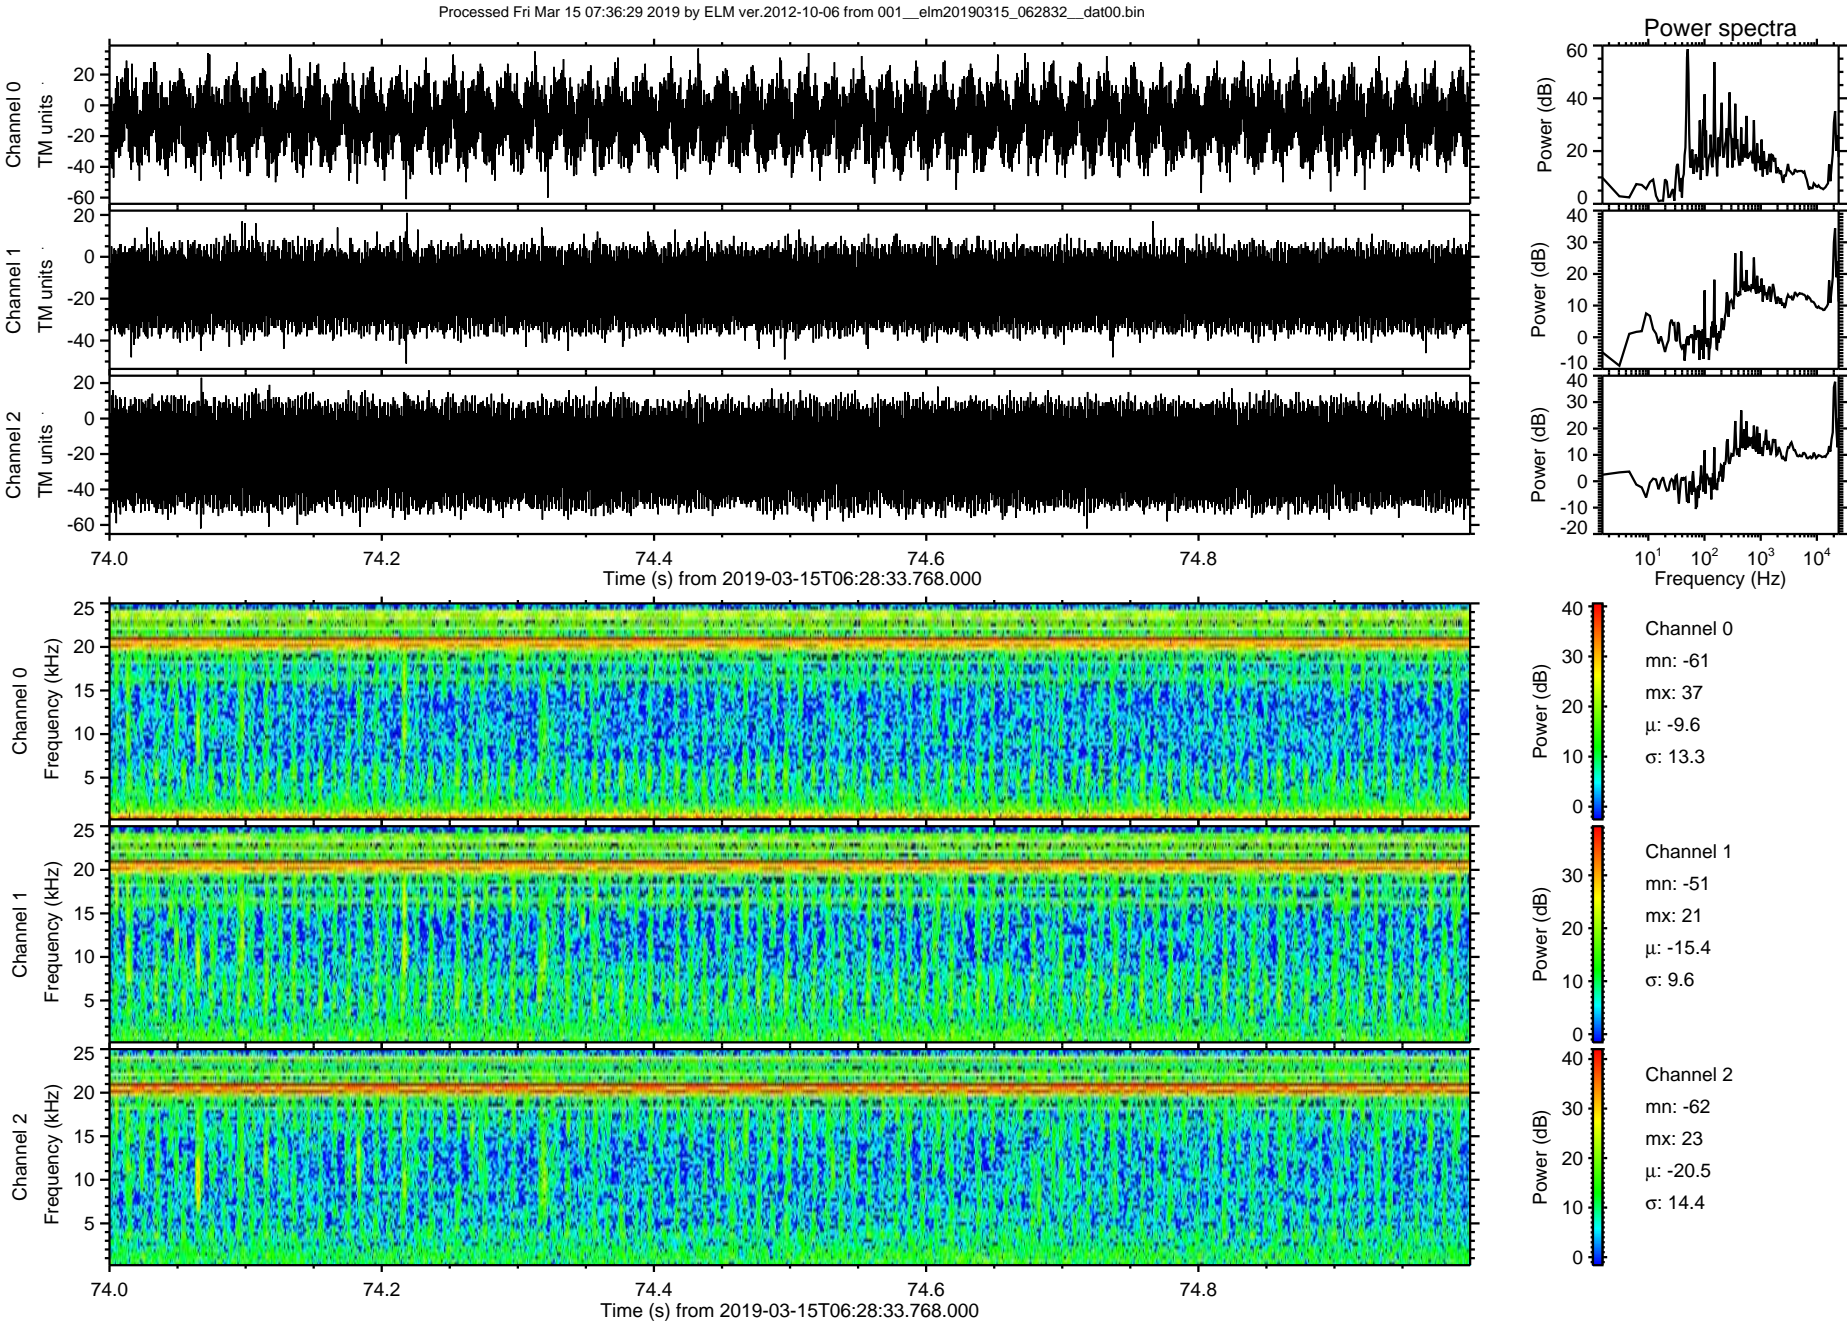 Processed Fri Mar 15 07:36:29 2019 by ELM ver.2012-10-06 from 001__elm20190315_062832__dat00.bin
Power spectra
Channel 0
TM units
20
0
-20
-40
-60
Power (dB)
60
40
20
0
Channel 1
TM units
20
0
-20
-40
Power (dB)
40
30
20
10
0
-10
Channel 2
TM units
20
0
-20
-40
-60
Power (dB)
40
30
20
10
0
-10
-20
74.0 74.2 74.4 74.6 74.8
Time (s) from 2019-03-15T06:28:33.768.000
10^1 10^2 10^3 10^4
Frequency (Hz)
Channel 0
Frequency (kHz)
25
20
15
10
5
Power (dB)
40
30
20
10
0
Channel 0
mn: -61
mx: 37
µ: -9.6
σ: 13.3
Channel 1
Frequency (kHz)
25
20
15
10
5
Power (dB)
30
20
10
0
Channel 1
mn: -51
mx: 21
µ: -15.4
σ: 9.6
Channel 2
Frequency (kHz)
25
20
15
10
5
Power (dB)
40
30
20
10
0
Channel 2
mn: -62
mx: 23
µ: -20.5
σ: 14.4
74.0 74.2 74.4 74.6 74.8
Time (s) from 2019-03-15T06:28:33.768.000